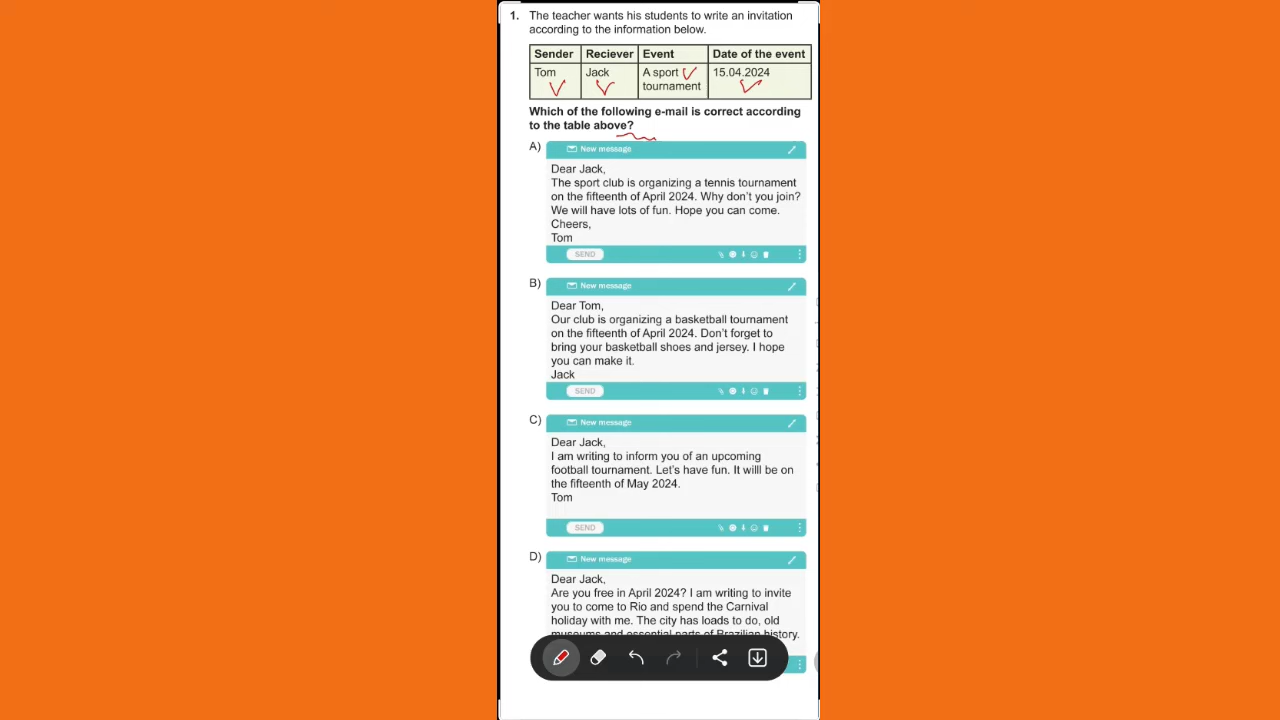 1. The teacher wants his students to write an invitation
according to the information below.
Sender Reciever Event Date of the event
Tom Jack A sport tournament 15.04.2024
Which of the following e-mail is correct according
to the table above?
A) New message
Dear Jack,
The sport club is organizing a tennis tournament
on the fifteenth of April 2024. Why don't you join?
We will have lots of fun. Hope you can come.
Cheers,
Tom
SEND
B) New message
Dear Tom,
Our club is organizing a basketball tournament
on the fifteenth of April 2024. Don't forget to
bring your basketball shoes and jersey. I hope
you can make it.
Jack
SEND
C) New message
Dear Jack,
I am writing to inform you of an upcoming
football tournament. Let's have fun. It willl be on
the fifteenth of May 2024.
Tom
SEND
D) New message
Dear Jack,
Are you free in April 2024? I am writing to invite
you to come to Rio and spend the Carnival
holiday with me. The city has loads to do, old
museums and essential parts of Brazilian history.